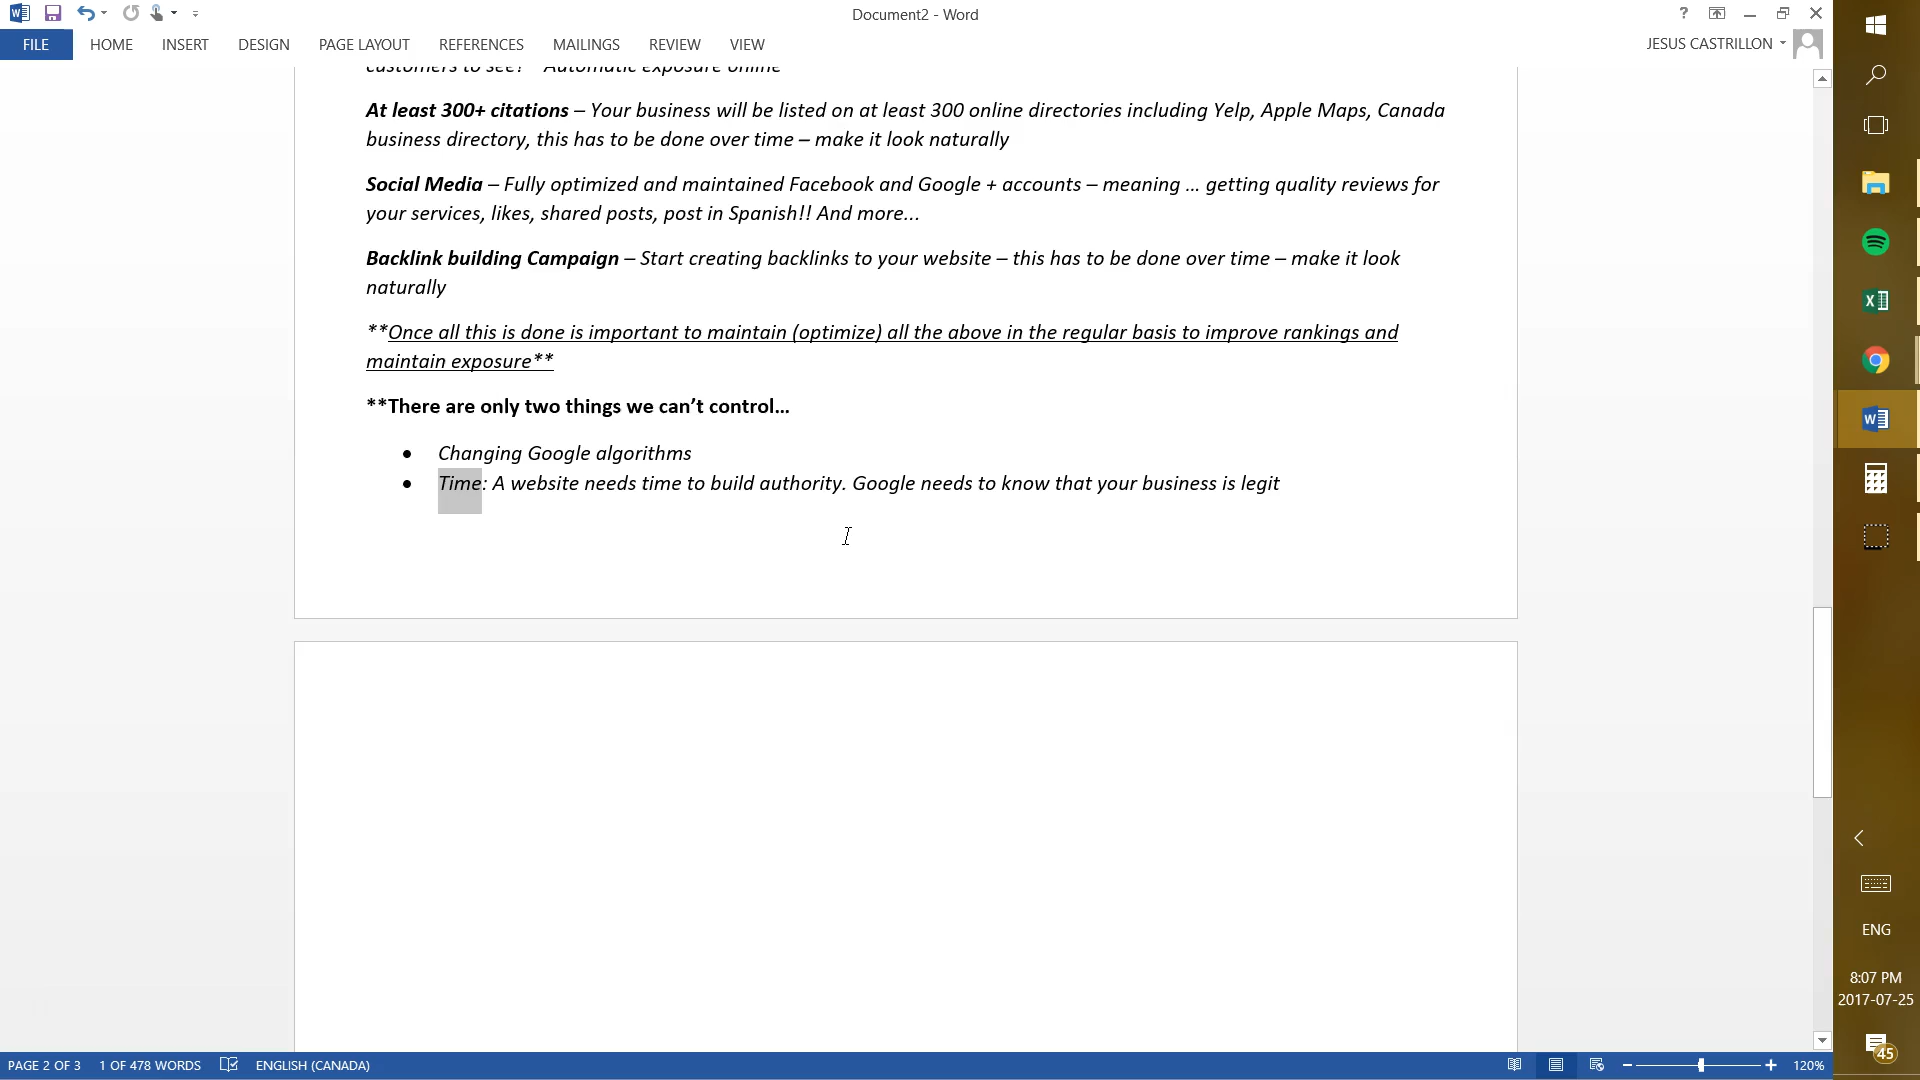 Document2 - Word
FILE HOME INSERT DESIGN PAGE LAYOUT REFERENCES MAILINGS REVIEW VIEW JESUS CASTRILLON
customers to see? Automatic exposure online
At least 300+ citations – Your business will be listed on at least 300 online directories including Yelp, Apple Maps, Canada
business directory, this has to be done over time – make it look naturally
Social Media – Fully optimized and maintained Facebook and Google + accounts – meaning ... getting quality reviews for
your services, likes, shared posts, post in Spanish!! And more...
Backlink building Campaign – Start creating backlinks to your website – this has to be done over time – make it look
naturally
**Once all this is done is important to maintain (optimize) all the above in the regular basis to improve rankings and
maintain exposure**
**There are only two things we can’t control...
• Changing Google algorithms
• Time: A website needs time to build authority. Google needs to know that your business is legit
ENG
8:07 PM
2017-07-25
45
PAGE 2 OF 3 1 OF 478 WORDS ENGLISH (CANADA) 120%